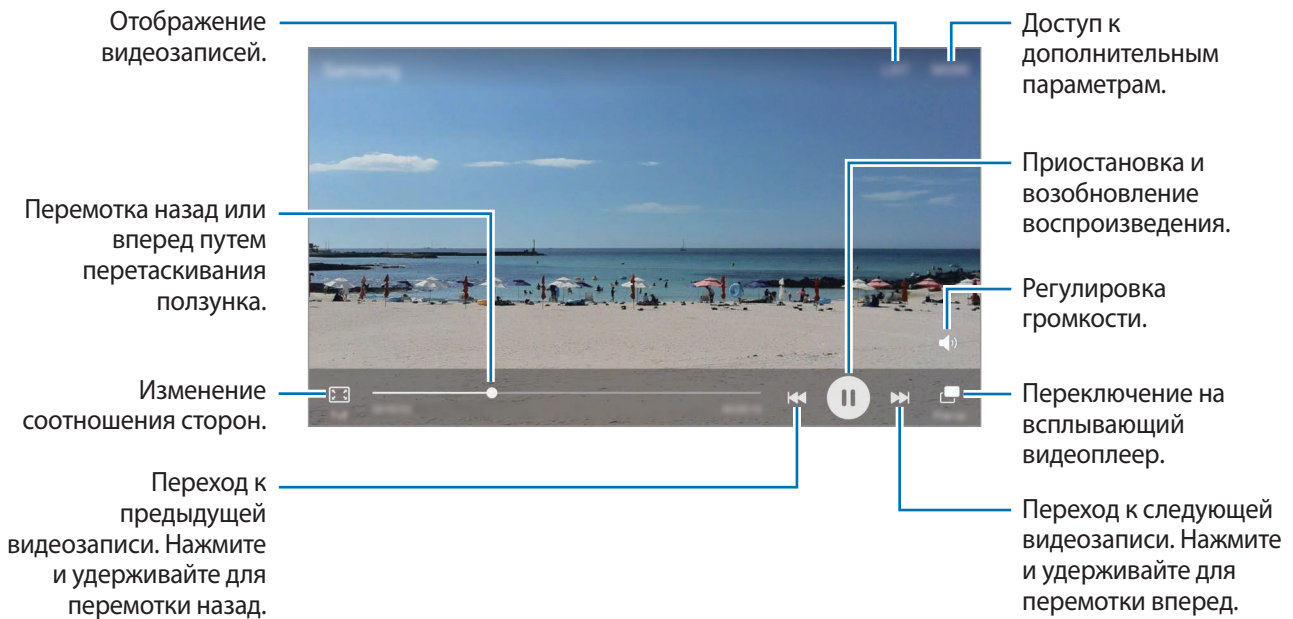 Отображение
видеозаписей.
Доступ к
дополнительным
параметрам.
Приостановка и
возобновление
воспроизведения.
Перемотка назад или
вперед путем
перетаскивания
ползунка.
Регулировка
громкости.
Изменение
соотношения сторон.
Переключение на
всплывающий
видеоплеер.
Переход к
предыдущей
видеозаписи. Нажмите
и удерживайте для
перемотки назад.
Переход к следующей
видеозаписи. Нажмите
и удерживайте для
перемотки вперед.